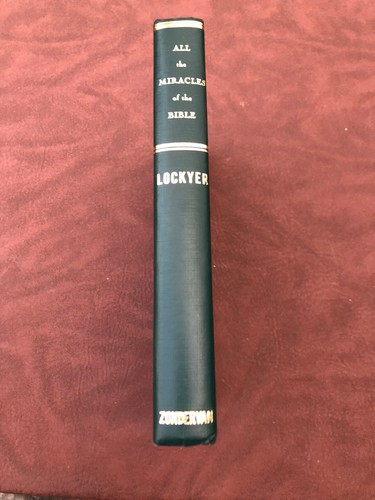 ALL
the
MIRACLES
of the
BIBLE
LOCKYER
ZONDERVAN